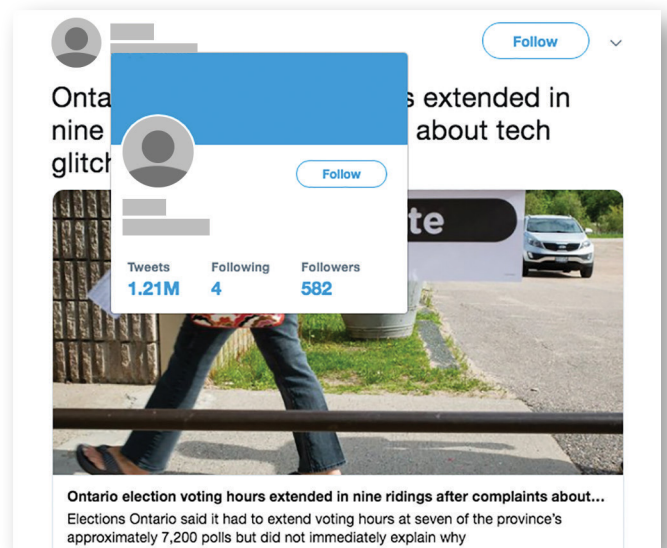 Follow
Onta s extended in
nine about tech
glitch
Follow
te
Tweets Following Followers
1.21M 4 582
Ontario election voting hours extended in nine ridings after complaints about...
Elections Ontario said it had to extend voting hours at seven of the province's
approximately 7,200 polls but did not immediately explain why